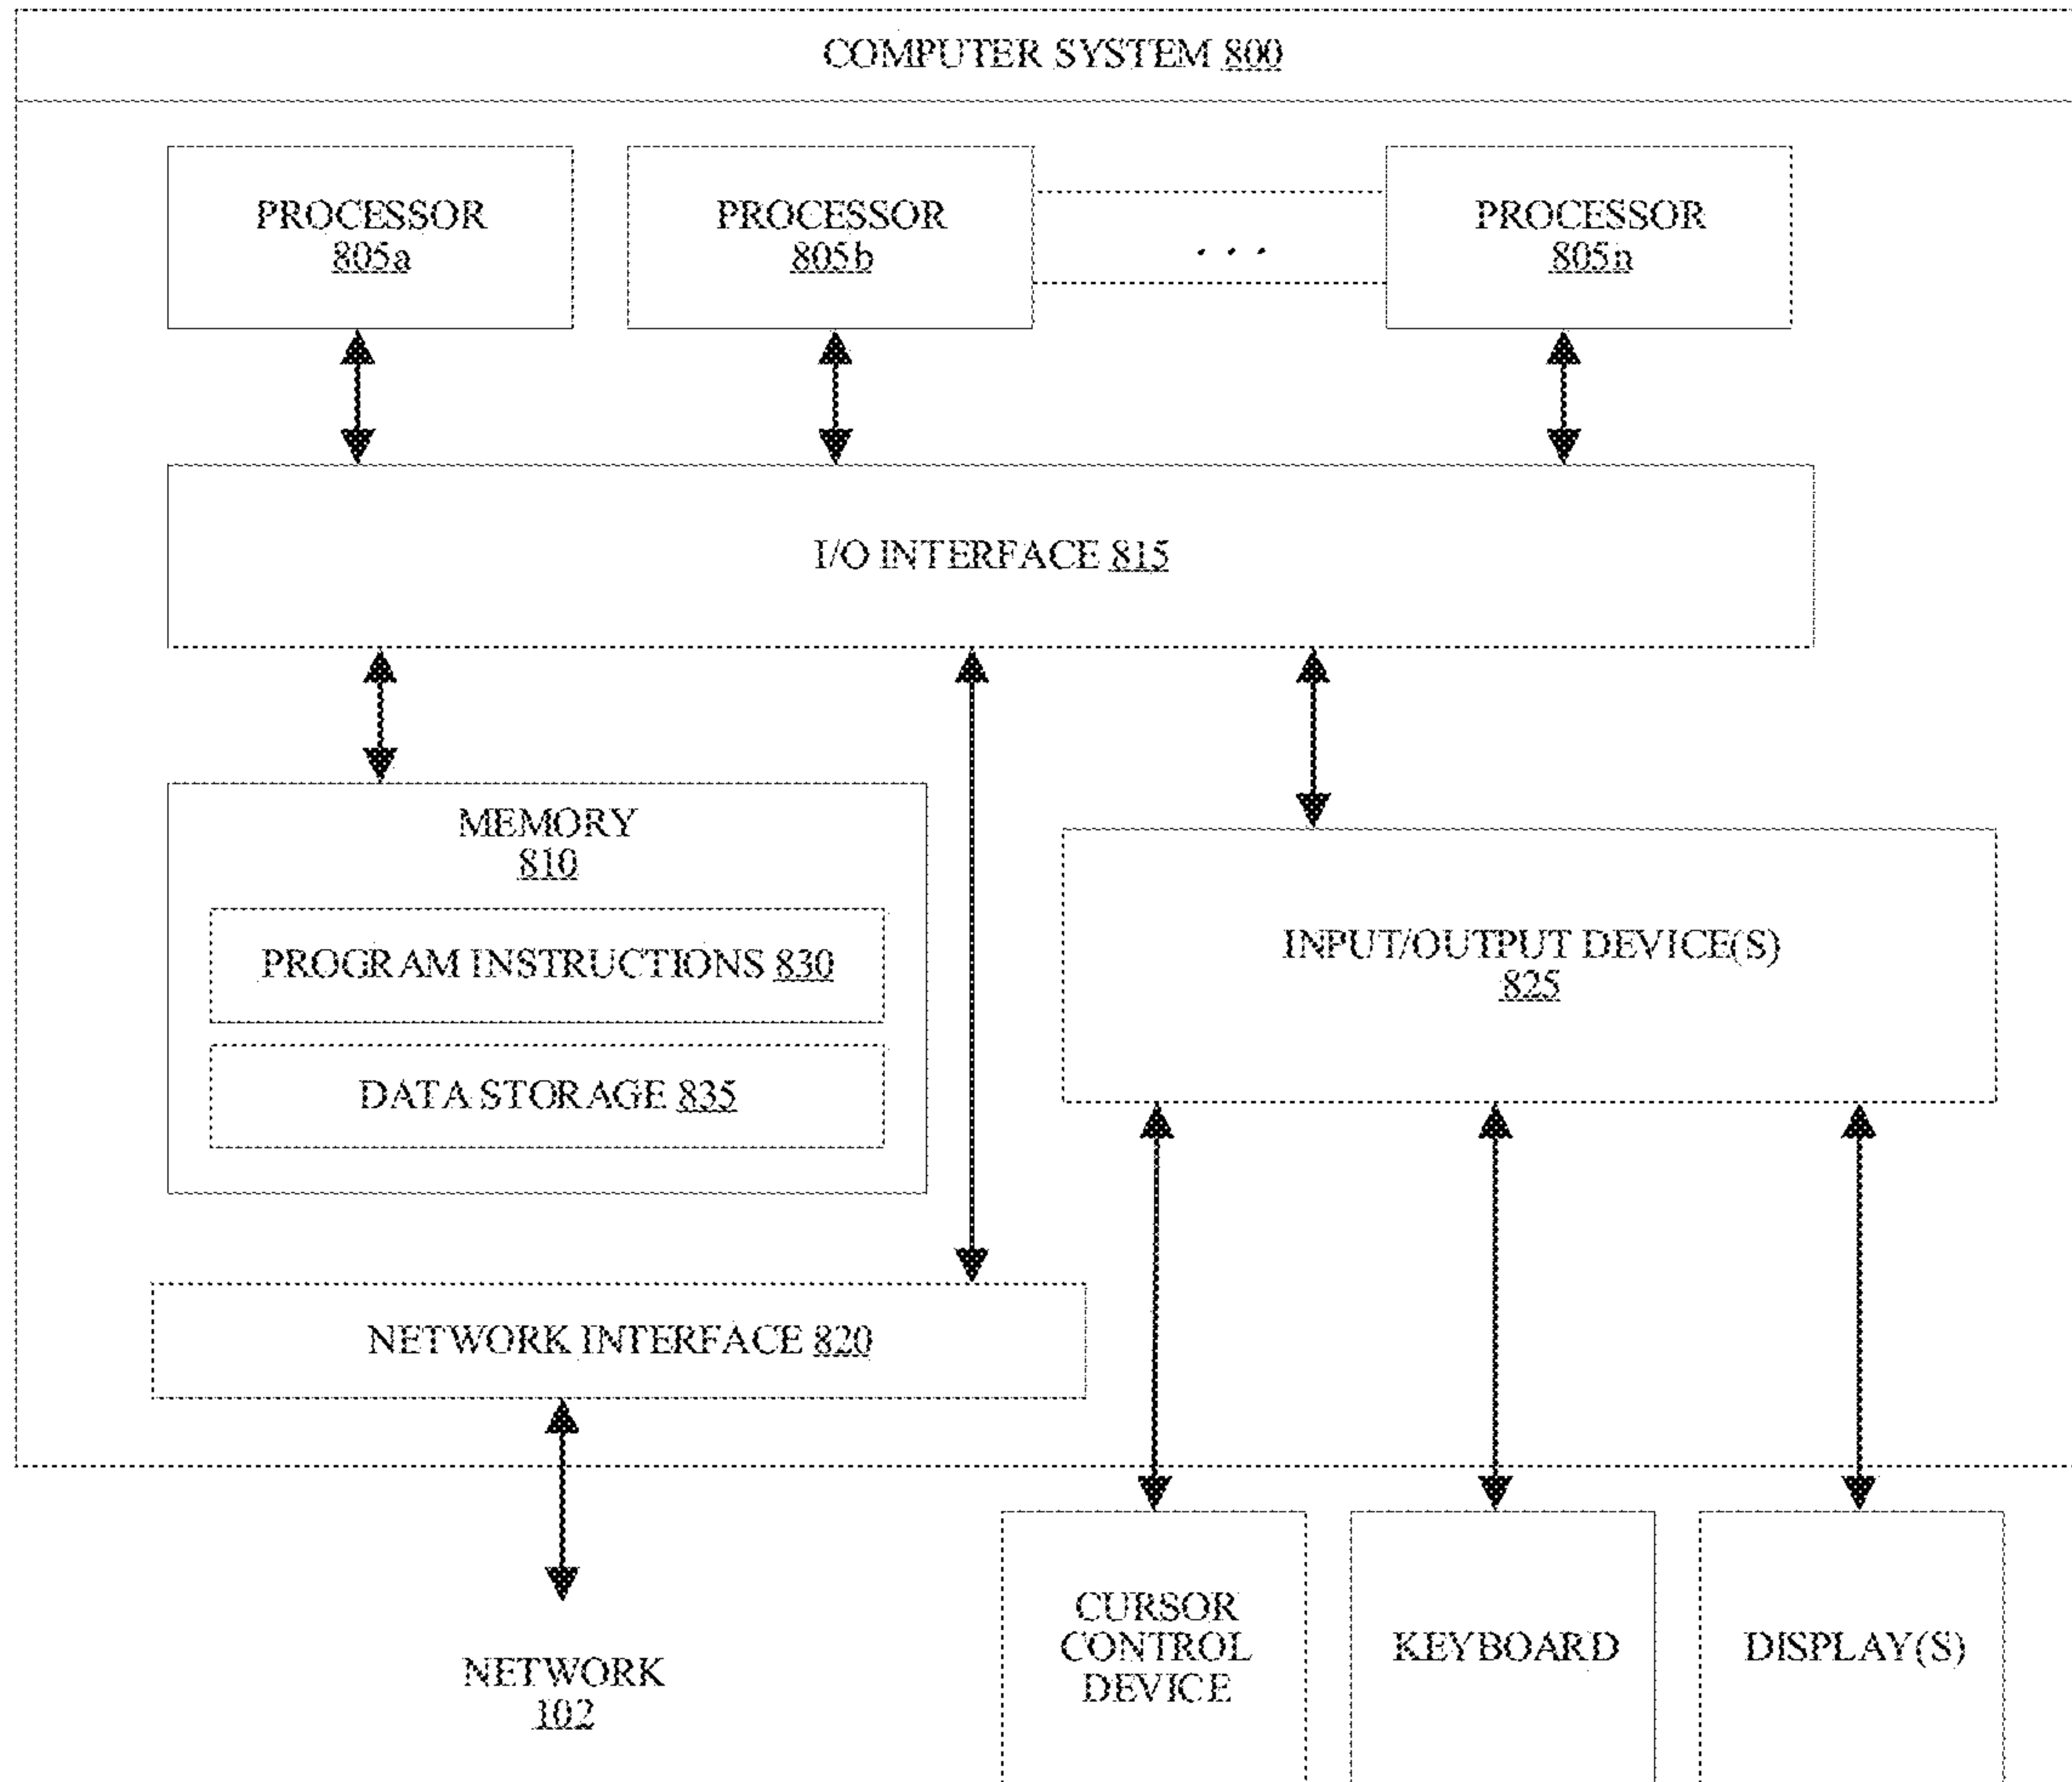 COMPUTER SYSTEM 800
PROCESSOR
805a
PROCESSOR
805b
. . .
PROCESSOR
805n
I/O INTERFACE 815
MEMORY
810
PROGRAM INSTRUCTIONS 830
DATA STORAGE 835
INPUT/OUTPUT DEVICE(S)
825
NETWORK INTERFACE 820
NETWORK
102
CURSOR
CONTROL
DEVICE
KEYBOARD
DISPLAY(S)